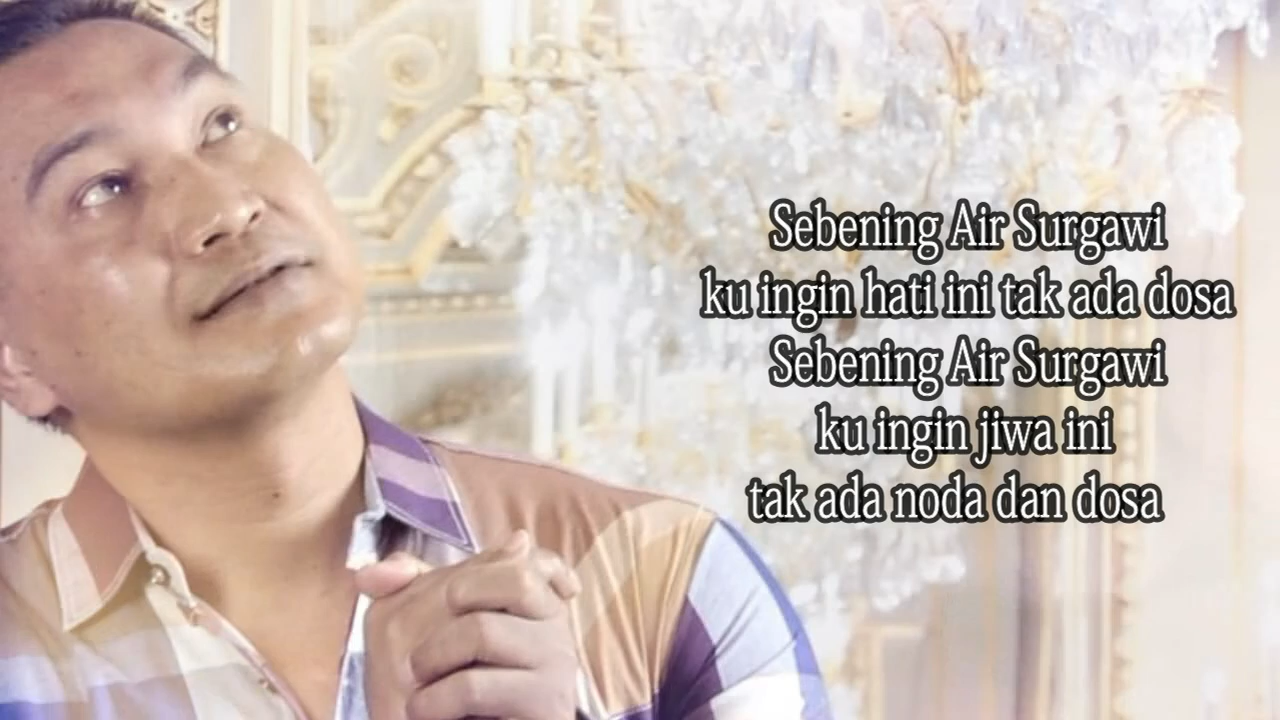 Sebening Air Surgawi
ku ingin hati ini tak ada dosa
Sebening Air Surgawi
ku ingin jiwa ini
tak ada noda dan dosa